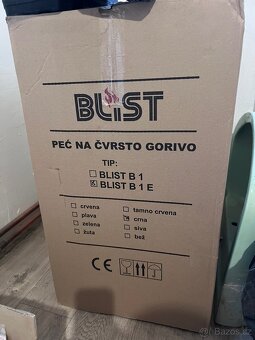 BLIST
PEĆ NA ČVRSTO GORIVO
TIP:
BLIST B 1
BLIST B 1 E
crvena
plava
zelena
žuta
tamno crvena
crna
siva
bež
CE
Bazos.cz